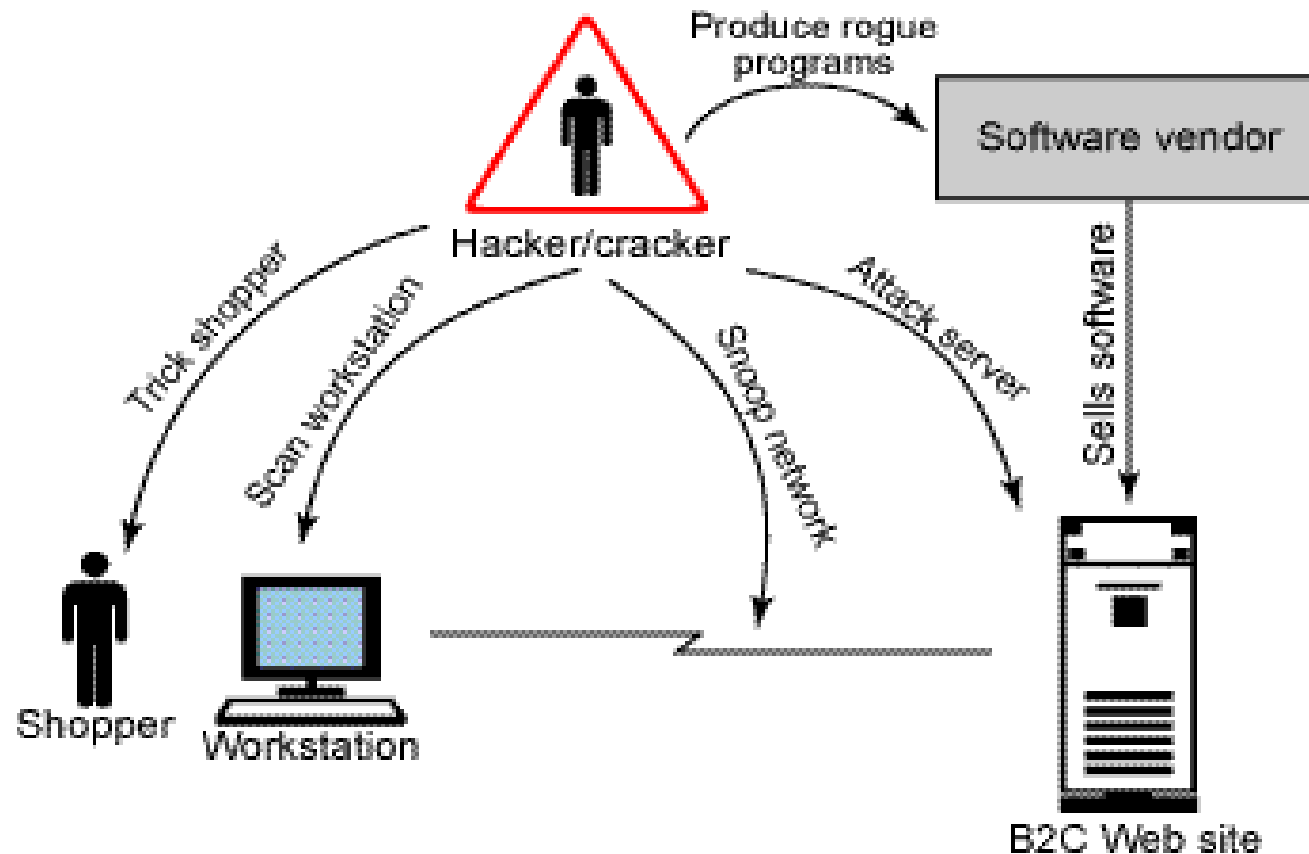 Produce rogue
programs
Software vendor
Hacker/cracker
Trick shopper
Scan workstation
Snoop network
Attack server
Sells software
Shopper
Workstation
B2C Web site